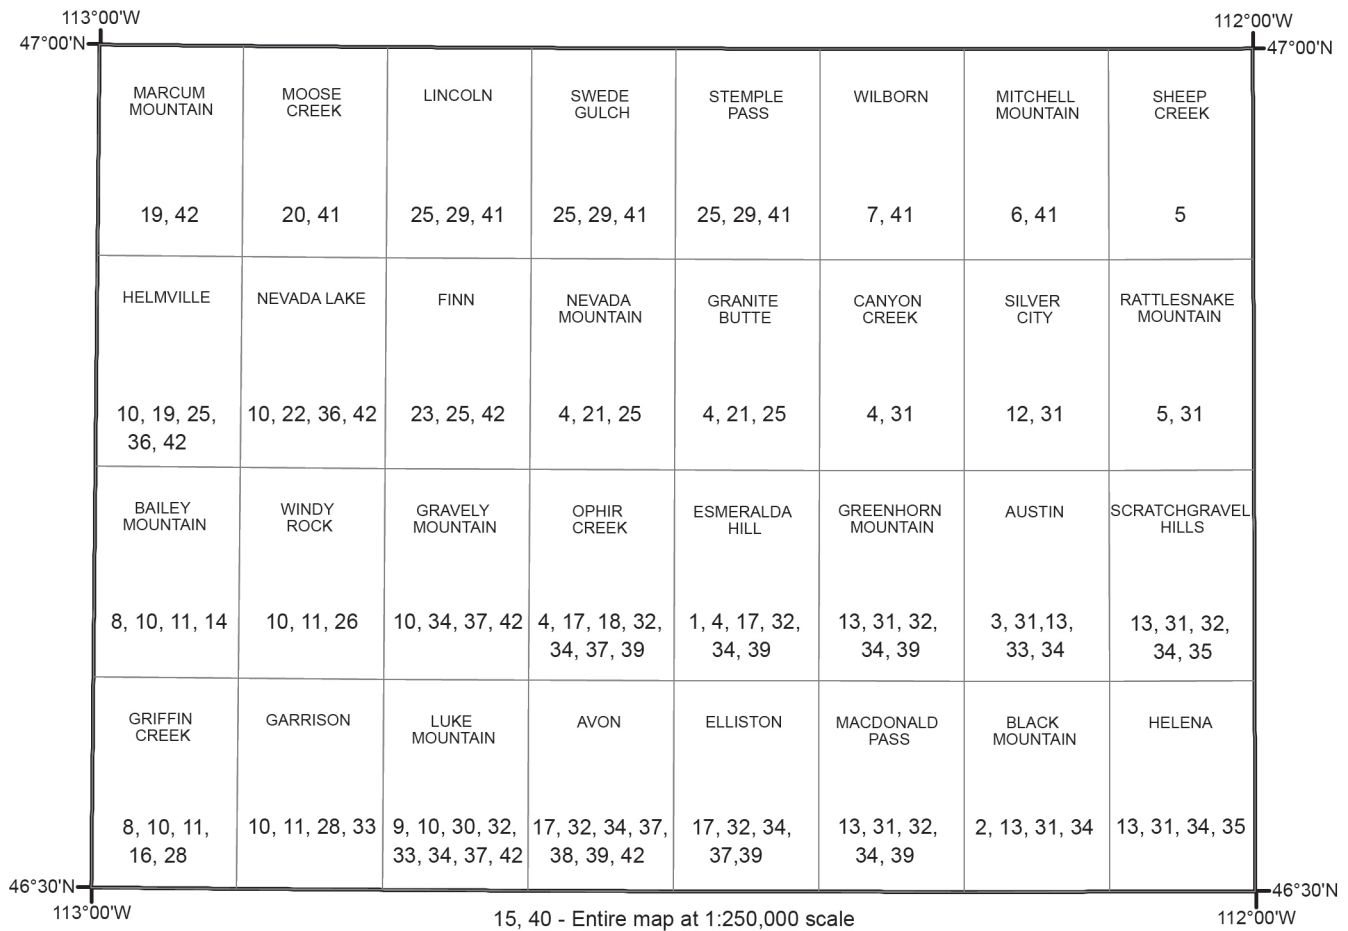 113°00'W
112°00'W
47°00'N
47°00'N
MARCUM
MOUNTAIN
19, 42
MOOSE
CREEK
20, 41
LINCOLN
25, 29, 41
SWEDE
GULCH
25, 29, 41
STEMPLE
PASS
25, 29, 41
WILBORN
7, 41
MITCHELL
MOUNTAIN
6, 41
SHEEP
CREEK
5
HELMVILLE
10, 19, 25,
36, 42
NEVADA LAKE
10, 22, 36, 42
FINN
23, 25, 42
NEVADA
MOUNTAIN
4, 21, 25
GRANITE
BUTTE
4, 21, 25
CANYON
CREEK
4, 31
SILVER
CITY
12, 31
RATTLESNAKE
MOUNTAIN
5, 31
BAILEY
MOUNTAIN
8, 10, 11, 14
WINDY
ROCK
10, 11, 26
GRAVELY
MOUNTAIN
10, 34, 37, 42
OPHIR
CREEK
4, 17, 18, 32,
34, 37, 39
ESMERALDA
HILL
1, 4, 17, 32,
34, 39
GREENHORN
MOUNTAIN
13, 31, 32,
34, 39
AUSTIN
3, 31,13,
33, 34
SCRATCHGRAVEL
HILLS
13, 31, 32,
34, 35
GRIFFIN
CREEK
8, 10, 11,
16, 28
GARRISON
10, 11, 28, 33
LUKE
MOUNTAIN
9, 10, 30, 32,
33, 34, 37, 42
AVON
17, 32, 34, 37,
38, 39, 42
ELLISTON
17, 32, 34,
37,39
MACDONALD
PASS
13, 31, 32,
34, 39
BLACK
MOUNTAIN
2, 13, 31, 34
HELENA
13, 31, 34, 35
46°30'N
46°30'N
113°00'W
112°00'W
15, 40 - Entire map at 1:250,000 scale